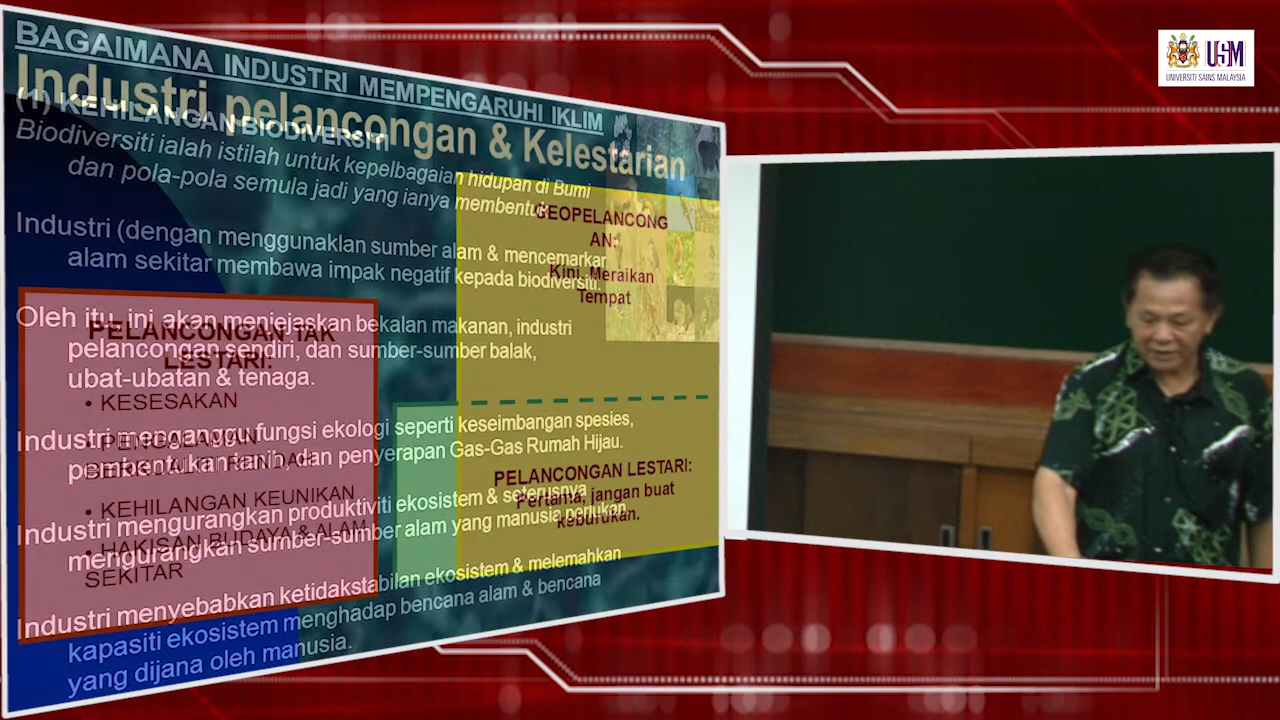 BAGAIMANA INDUSTRI MEMPENGARUHI IKLIM
Industri pelancongan & Kelestarian
(1) KEHILANGAN BIODIVERSITI
Biodiversiti ialah istilah untuk kepelbagaian hidupan di Bumi
dan pola-pola semula jadi yang ianya membentuk
Industri (dengan menggunaklan sumber alam & mencemarkar
alam sekitar membawa impak negatif kepada biodiversiti.
Oleh itu, ini akan menjejaskan bekalan makanan, industri
pelancongan sendiri, dan sumber-sumber balak,
ubat-ubatan & tenaga.
Industri mengganggu fungsi ekologi seperti keseimbangan spesies,
pembentukan tanih, dan penyerapan Gas-Gas Rumah Hijau.
Industri mengurangkan produktiviti ekosistem & seterusnya
mengurangkan sumber-sumber alam yang manusia perlukan
Industri menyebabkan ketidakstabilan ekosistem & melemahkan
kapasiti ekosistem menghadap bencana alam & bencana
yang dijana oleh manusia.
PELANCONGAN TAK
LESTARI:
• KESESAKAN
• PENGALAMAN
• KEHILANGAN KEUNIKAN
• HAKISAN BUDAYA & ALAM
SEKITAR
GEOPELANCONG
AN:
Kini, Meraikan
Tempat
PELANCONGAN LESTARI:
Pertama, jangan buat
keburukan.
USM
UNIVERSITI SAINS MALAYSIA